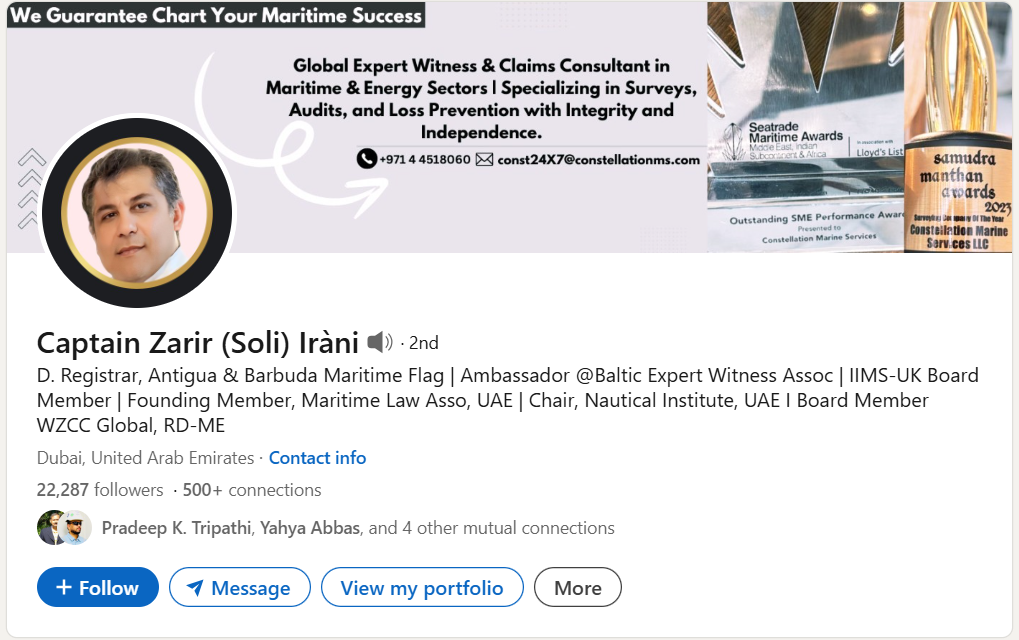 We Guarantee Chart Your Maritime Success
Global Expert Witness & Claims Consultant in
Maritime & Energy Sectors | Specializing in Surveys,
Audits, and Loss Prevention with Integrity and
Independence.
+971 4 4518060 const24X7@constellationms.com
Seatrade
Maritime Awards
Middle East, Indian
Subcontinent & Africa
In association with
Lloyd's List
Outstanding SME Performance Awar
Presented to
Constellation Marine Services
samudra
manthan
awards
2023
Surveying Company Of The Year
Constellation Marine
Services LLC
Captain Zarir (Soli) Iràni · 2nd
D. Registrar, Antigua & Barbuda Maritime Flag | Ambassador @Baltic Expert Witness Assoc | IIMS-UK Board
Member | Founding Member, Maritime Law Asso, UAE | Chair, Nautical Institute, UAE I Board Member
WZCC Global, RD-ME
Dubai, United Arab Emirates · Contact info
22,287 followers · 500+ connections
Pradeep K. Tripathi, Yahya Abbas, and 4 other mutual connections
+ Follow
Message
View my portfolio
More